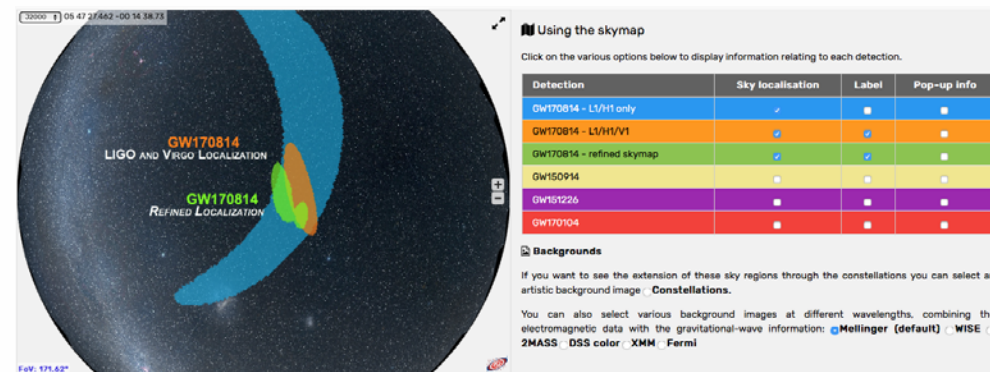 32000 05 47 27.462 -00 14 38.73
GW170814
LIGO AND VIRGO LOCALIZATION
GW170814
REFINED LOCALIZATION
+
−
FoV: 171.62°
Using the skymap
Click on the various options below to display information relating to each detection.
Detection Sky localisation Label Pop-up info
GW170814 - L1/H1 only
GW170814 - L1/H1/V1
GW170814 - refined skymap
GW150914
GW151226
GW170104
Backgrounds
If you want to see the extension of these sky regions through the constellations you can select
artistic background image Constellations.
You can also select various background images at different wavelengths, combining
electromagnetic data with the gravitational-wave information: Mellinger (default) WISE
2MASS DSS color XMM Fermi